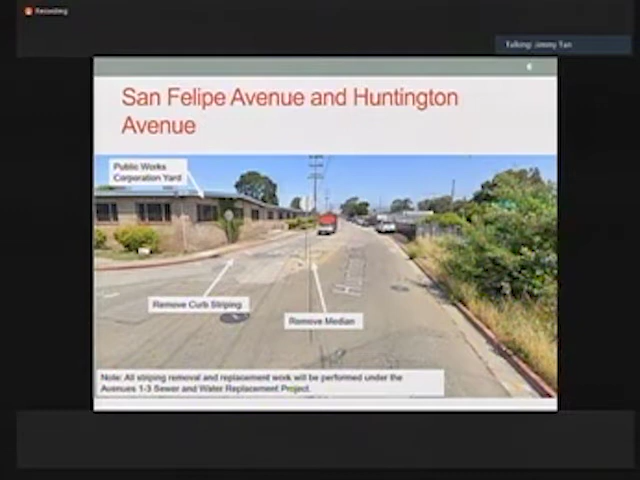 Recording
Talking: Jimmy Tan
6
San Felipe Avenue and Huntington
Avenue
Public Works
Corporation Yard
Remove Curb Striping
Remove Median
Note: All striping removal and replacement work will be performed under the
Avenues 1-3 Sewer and Water Replacement Project.